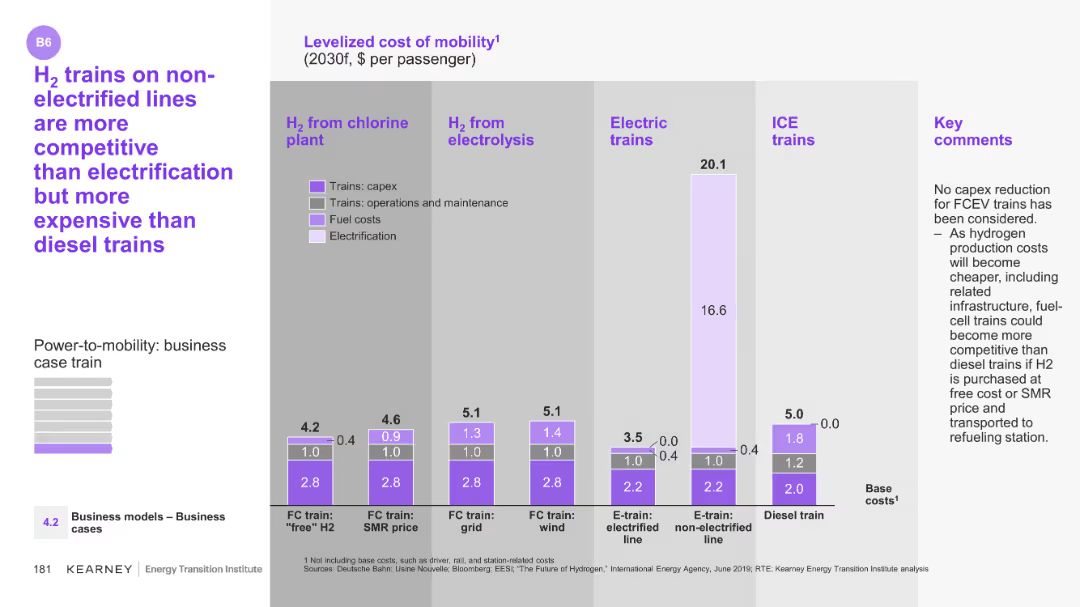 B6
H2 trains on non-
electrified lines
are more
competitive
than electrification
but more
expensive than
diesel trains
Power-to-mobility: business
case train
4.2
Business models – Business
cases
181
KEARNEY
Energy Transition Institute
Levelized cost of mobility1
(2030f, $ per passenger)
H2 from chlorine
plant
H2 from
electrolysis
Electric
trains
ICE
trains
Key
comments
Trains: capex
Trains: operations and maintenance
Fuel costs
Electrification
4.2
0.4
1.0
2.8
FC train:
"free" H2
4.6
0.9
1.0
2.8
FC train:
SMR price
5.1
1.3
1.0
2.8
FC train:
grid
5.1
1.4
1.0
2.8
FC train:
wind
3.5
0.0
0.4
1.0
2.2
E-train:
electrified
line
20.1
16.6
0.4
1.0
2.2
E-train:
non-electrified
line
5.0
0.0
1.8
1.2
2.0
Diesel train
Base
costs1
No capex reduction
for FCEV trains has
been considered.
– As hydrogen
production costs
will become
cheaper, including
related
infrastructure, fuel-
cell trains could
become more
competitive than
diesel trains if H2
is purchased at
free cost or SMR
price and
transported to
refueling station.
1 Not including base costs, such as driver, rail, and station-related costs
Sources: Deutsche Bahn; Usine Nouvelle; Bloomberg; EESI; "The Future of Hydrogen," International Energy Agency, June 2019; RTE; Kearney Energy Transition Institute analysis